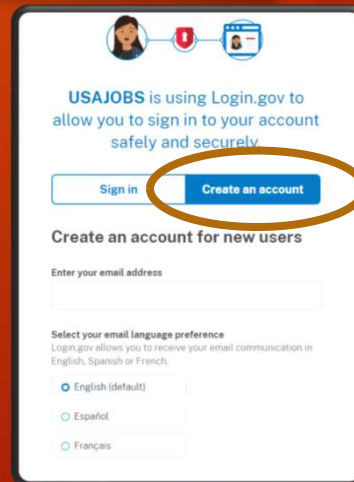 USAJOBS is using Login.gov to
allow you to sign in to your account
safely and securely.
Sign in
Create an account
Create an account for new users
Enter your email address
Select your email language preference
Login.gov allows you to receive your email communication in
English, Spanish or French.
English (default)
Español
Français